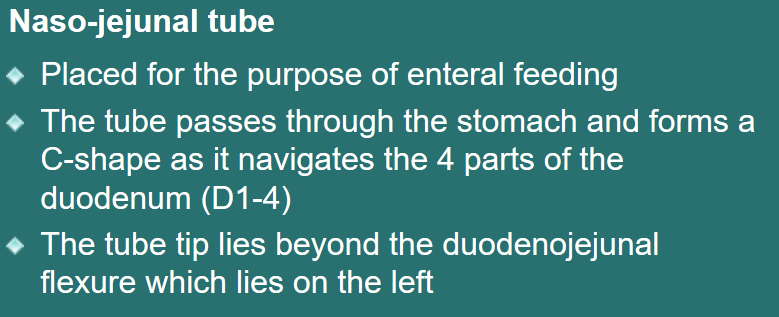 Naso-jejunal tube
Placed for the purpose of enteral feeding
The tube passes through the stomach and forms a
C-shape as it navigates the 4 parts of the
duodenum (D1-4)
The tube tip lies beyond the duodenojejunal
flexure which lies on the left